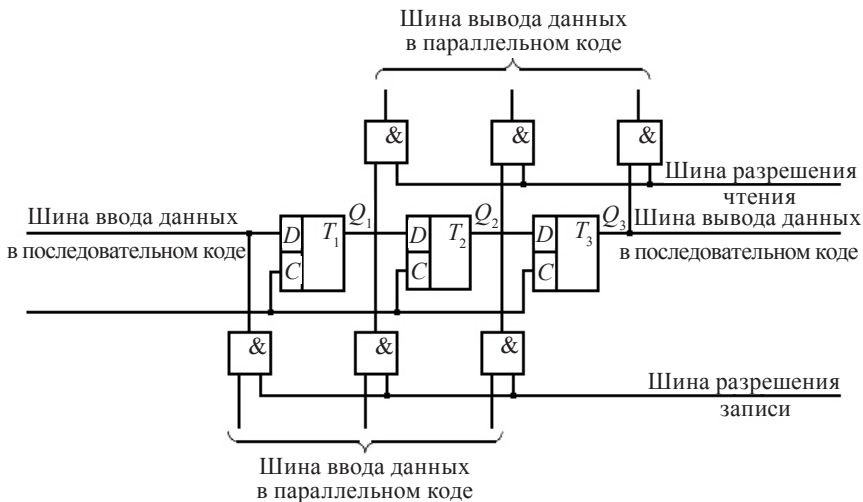 Шина вывода данных
в параллельном коде
& & &
Шина разрешения
чтения
Шина ввода данных
в последовательном коде
Q1 Q2 Q3
Шина вывода данных
в последовательном коде
D T1 D T2 D T3
C C C
& & &
Шина разрешения
записи
Шина ввода данных
в параллельном коде